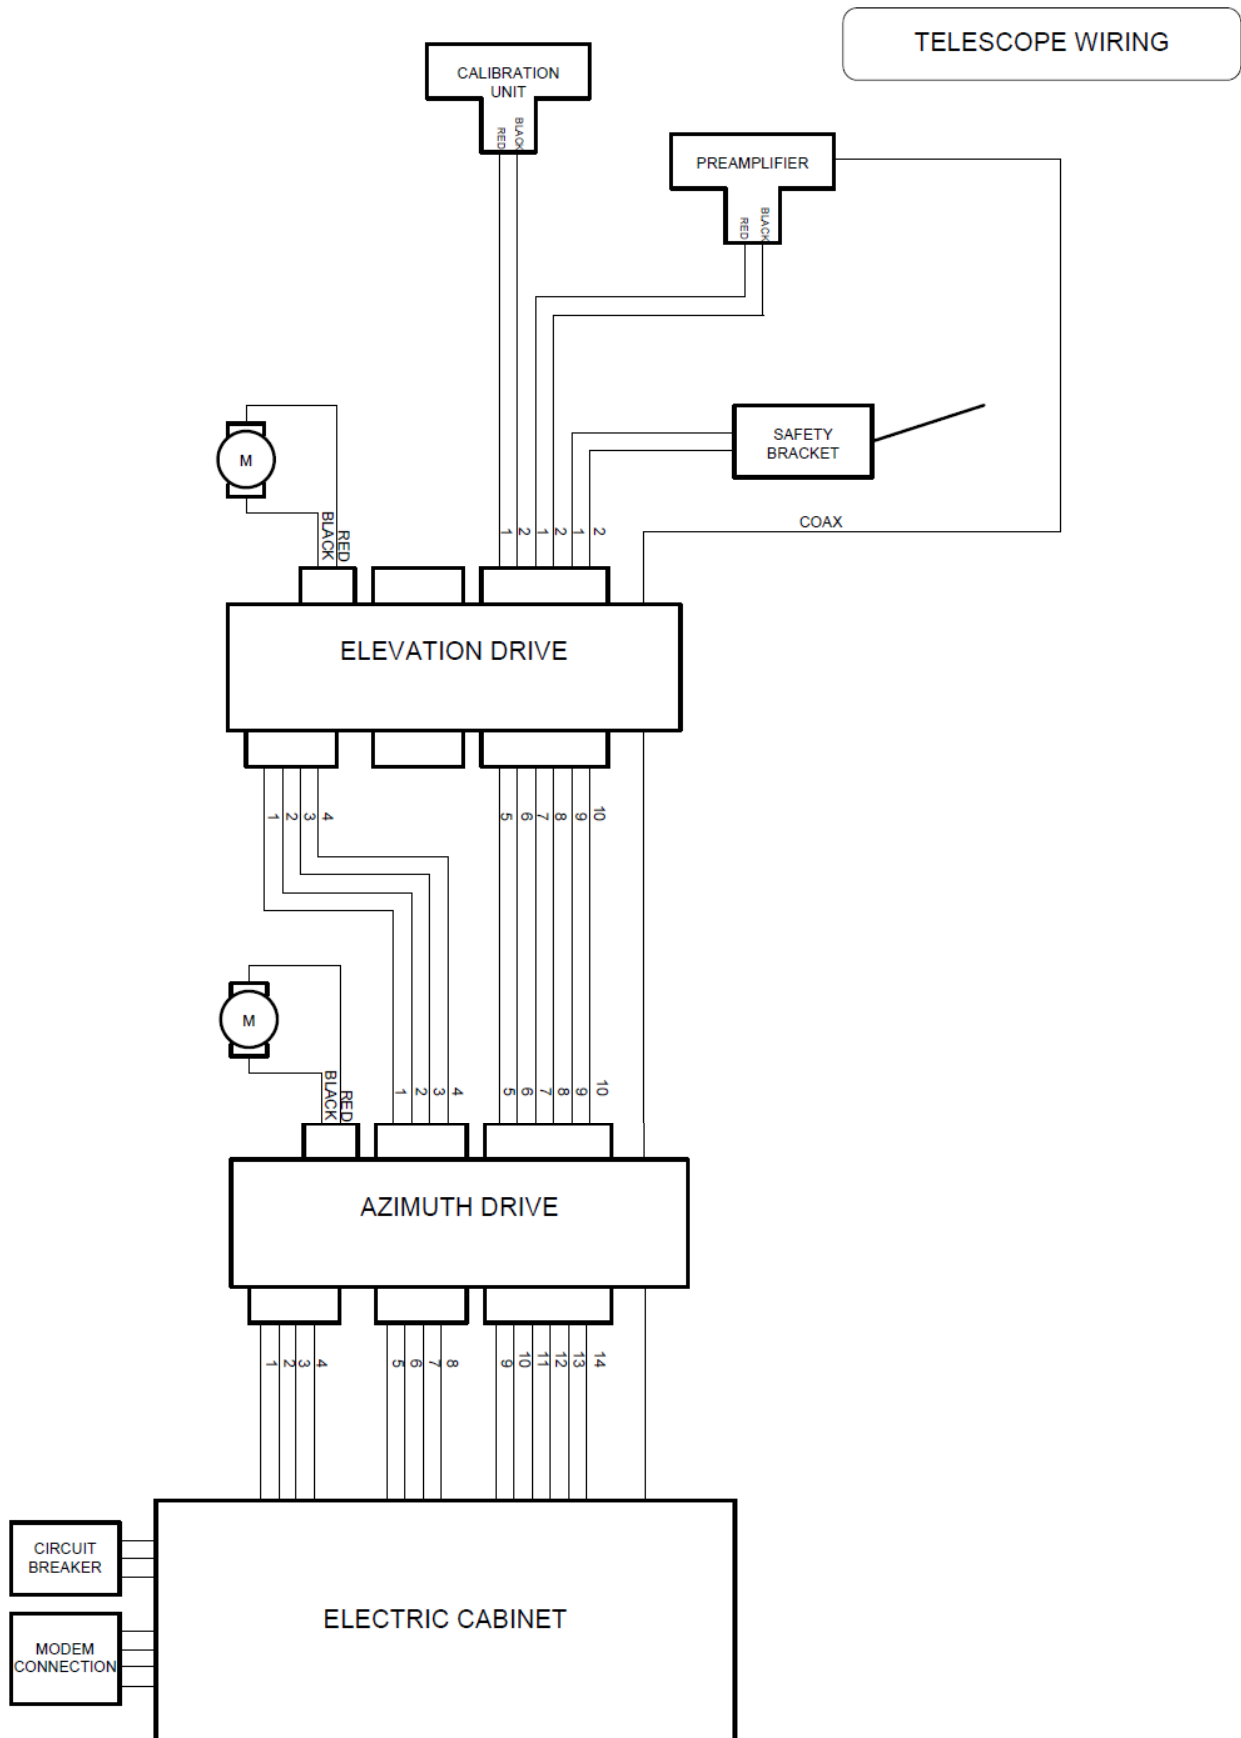 TELESCOPE WIRING
CALIBRATION
UNIT
RED
BLACK
PREAMPLIFIER
RED
BLACK
M
SAFETY
BRACKET
COAX
BLACK
RED
1
2
1
2
1
2
ELEVATION DRIVE
1
2
3
4
5
6
7
8
9
10
M
BLACK
RED
1
2
3
4
5
6
7
8
9
10
AZIMUTH DRIVE
1
2
3
4
5
6
7
8
9
10
11
12
13
14
CIRCUIT
BREAKER
ELECTRIC CABINET
MODEM
CONNECTION